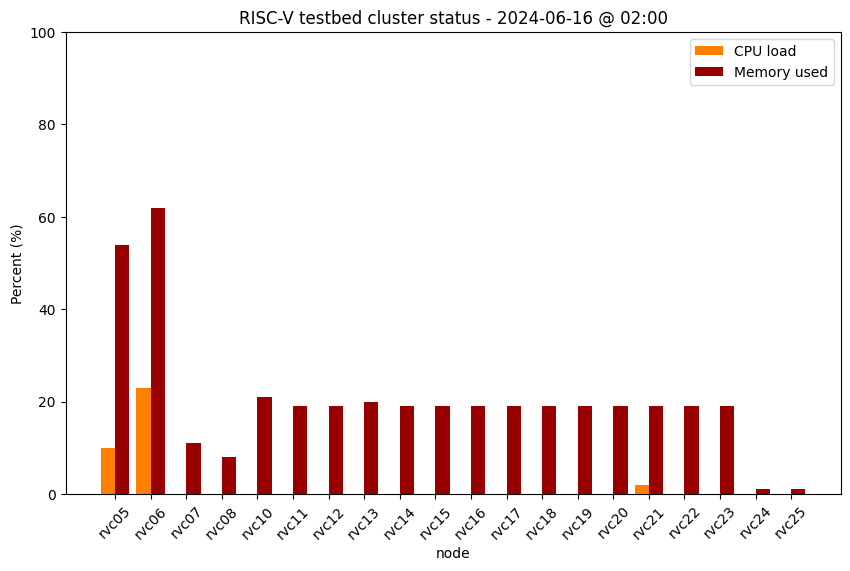 RISC-V testbed cluster status - 2024-06-16 @ 02:00
CPU load
Memory used
Percent (%)
100
80
60
40
20
0
rvc05 rvc06 rvc07 rvc08 rvc10 rvc11 rvc12 rvc13 rvc14 rvc15 rvc16 rvc17 rvc18 rvc19 rvc20 rvc21 rvc22 rvc23 rvc24 rvc25
node